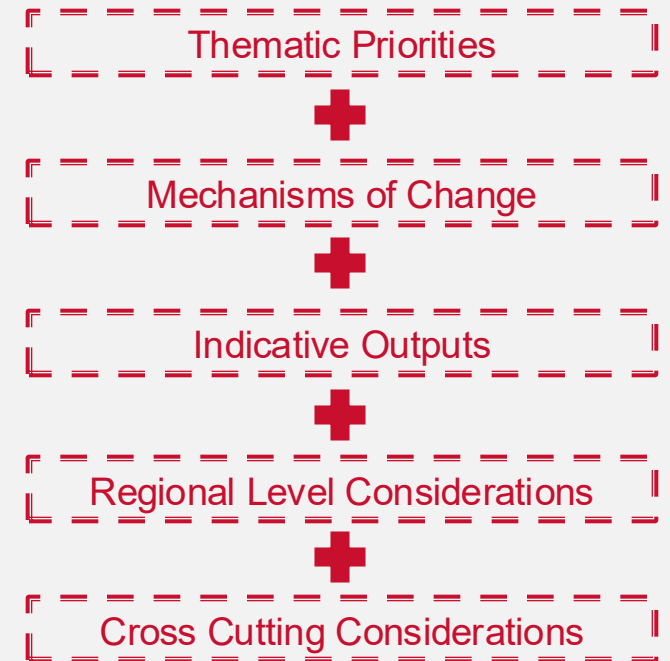 Thematic Priorities
Mechanisms of Change
Indicative Outputs
Regional Level Considerations
Cross Cutting Considerations